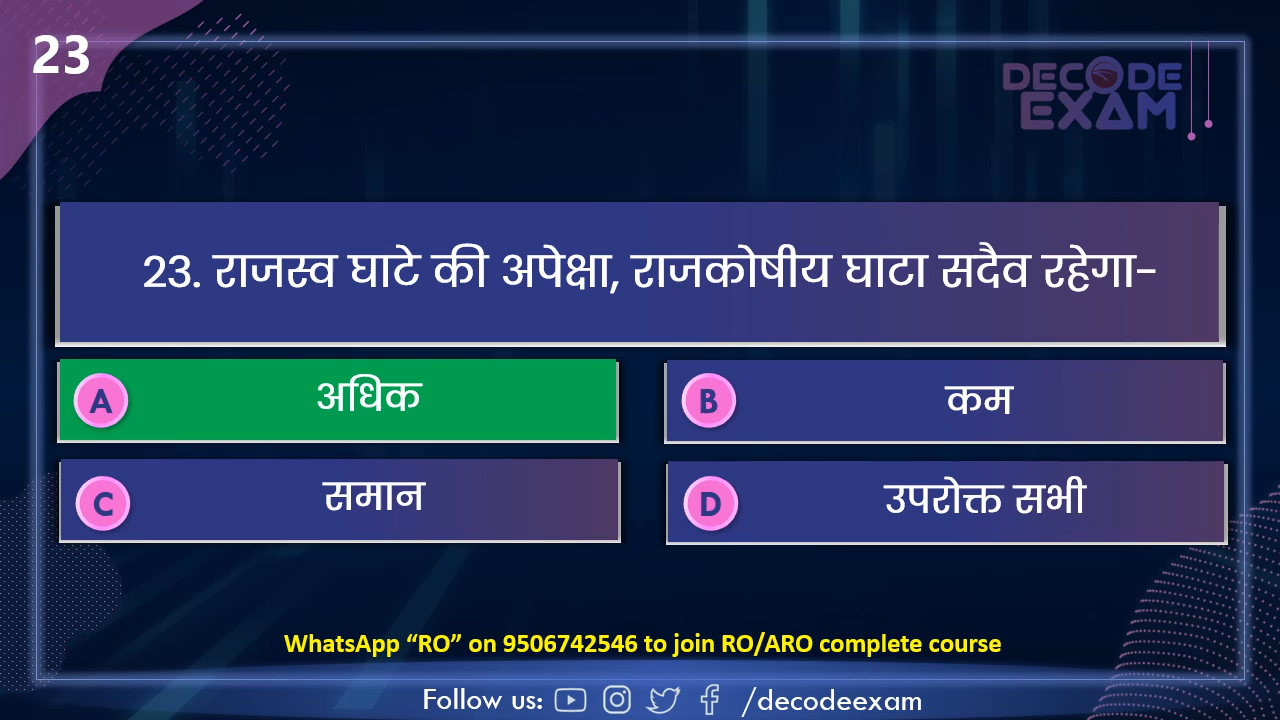 23
DECODE
EXAM
23. राजस्व घाटे की अपेक्षा, राजकोषीय घाटा सदैव रहेगा-
A अधिक
B कम
C समान
D उपरोक्त सभी
WhatsApp “RO” on 9506742546 to join RO/ARO complete course
Follow us: /decodeexam